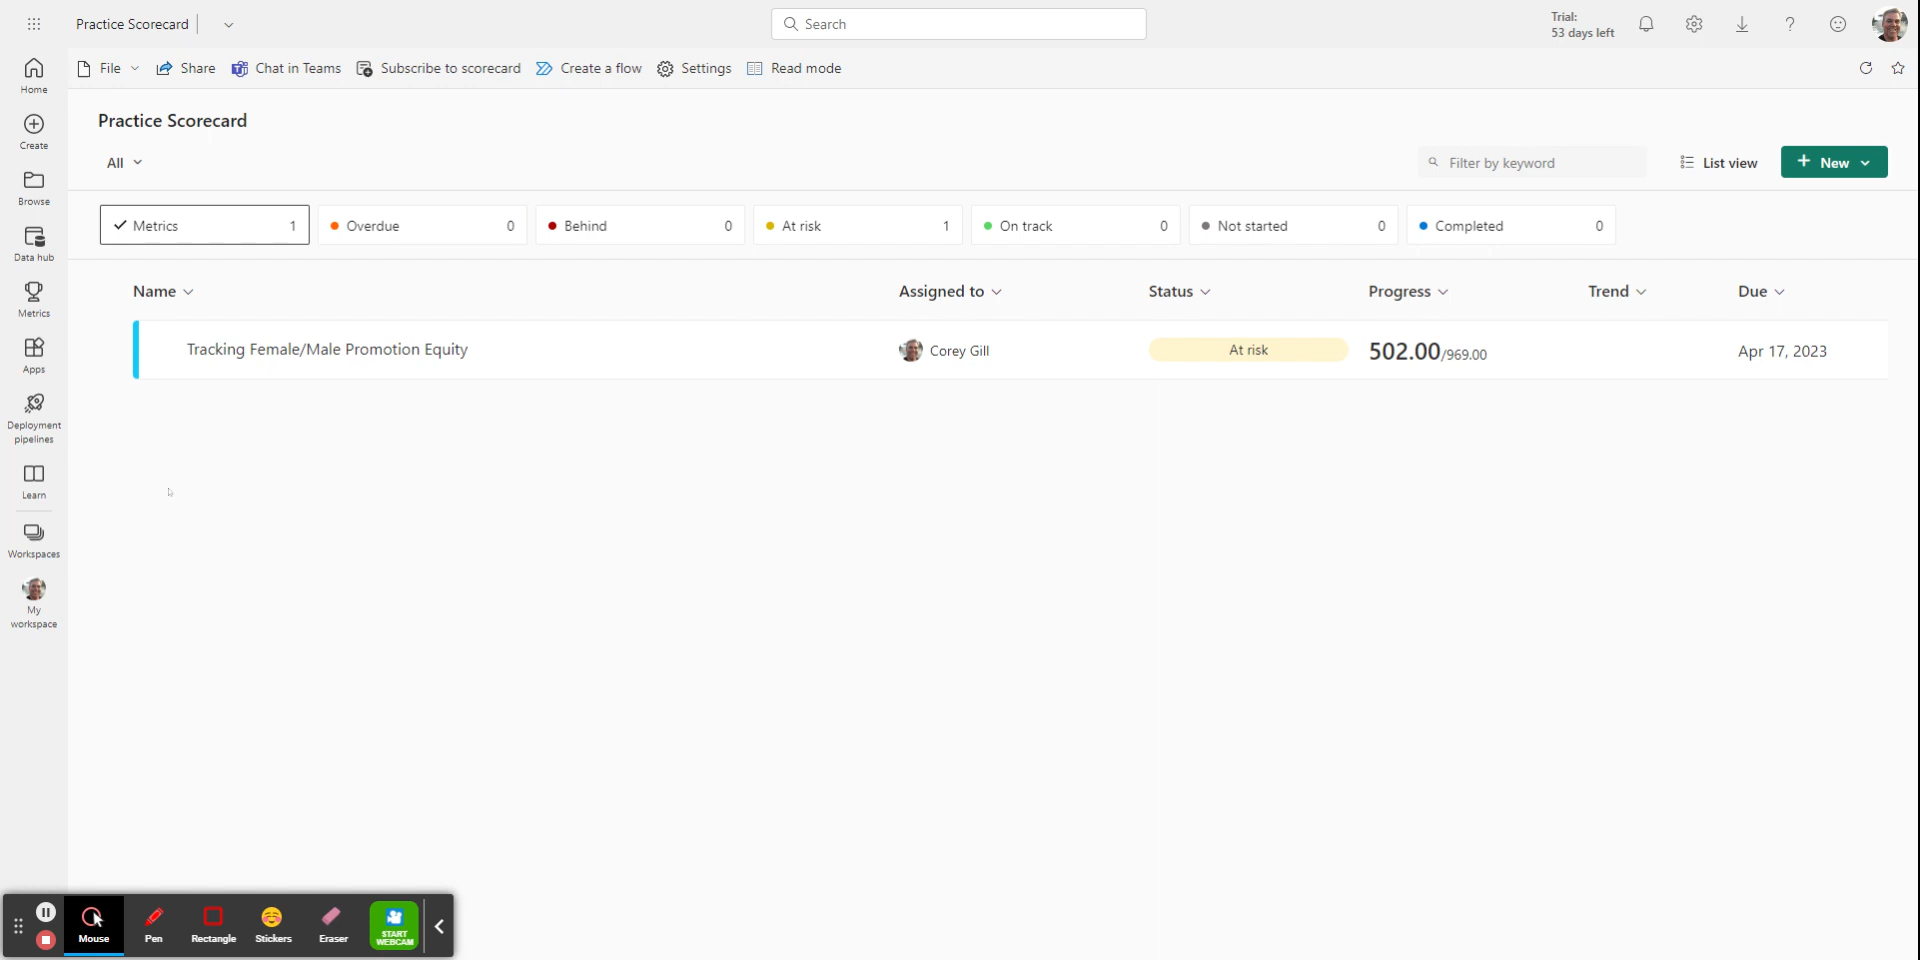 Practice Scorecard
Search
Trial:
53 days left
File
Share
Chat in Teams
Subscribe to scorecard
Create a flow
Settings
Read mode
Home
Create
Browse
Data hub
Metrics
Apps
Deployment
pipelines
Learn
Workspaces
My
workspace
Practice Scorecard
All
Filter by keyword
List view
New
Metrics 1
Overdue 0
Behind 0
At risk 1
On track 0
Not started 0
Completed 0
Name Assigned to Status Progress Trend Due
Tracking Female/Male Promotion Equity Corey Gill At risk 502.00/969.00 Apr 17, 2023
Mouse
Pen
Rectangle
Stickers
Eraser
START
WEBCAM